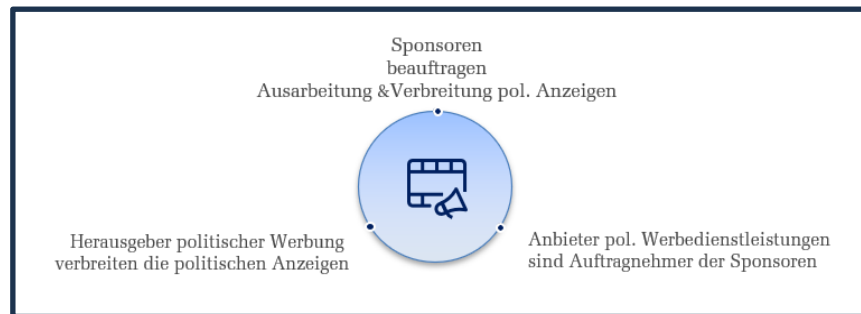 Sponsoren
beauftragen
Ausarbeitung &Verbreitung pol. Anzeigen
Herausgeber politischer Werbung
verbreiten die politischen Anzeigen
Anbieter pol. Werbedienstleistungen
sind Auftragnehmer der Sponsoren